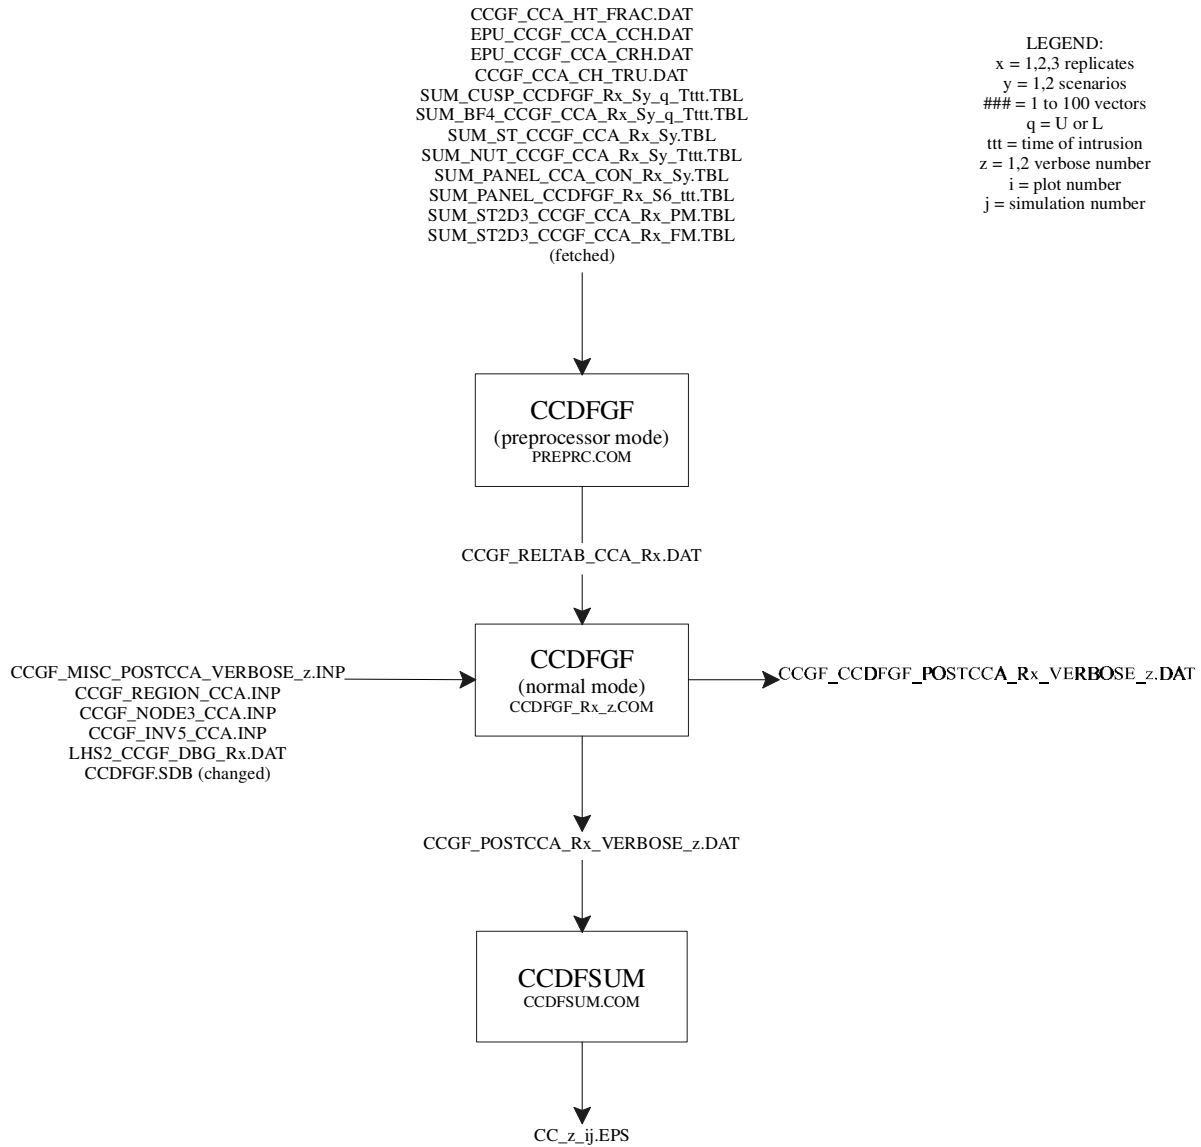 CCGF_CCA_HT_FRAC.DAT
EPU_CCGF_CCA_CCH.DAT
EPU_CCGF_CCA_CRH.DAT
CCGF_CCA_CH_TRU.DAT
SUM_CUSP_CCDFGF_Rx_Sy_q_Tttt.TBL
SUM_BF4_CCGF_CCA_Rx_Sy_q_Tttt.TBL
SUM_ST_CCGF_CCA_Rx_Sy.TBL
SUM_NUT_CCGF_CCA_Rx_Sy_Tttt.TBL
SUM_PANEL_CCA_CON_Rx_Sy.TBL
SUM_PANEL_CCDFGF_Rx_S6_ttt.TBL
SUM_ST2D3_CCGF_CCA_Rx_PM.TBL
SUM_ST2D3_CCGF_CCA_Rx_FM.TBL
(fetched)
LEGEND:
x = 1,2,3 replicates
y = 1,2 scenarios
### = 1 to 100 vectors
q = U or L
ttt = time of intrusion
z = 1,2 verbose number
i = plot number
j = simulation number
CCDFGF
(preprocessor mode)
PREPRC.COM
CCGF_RELTAB_CCA_Rx.DAT
CCGF_MISC_POSTCCA_VERBOSE_z.INP
CCGF_REGION_CCA.INP
CCGF_NODE3_CCA.INP
CCGF_INV5_CCA.INP
LHS2_CCGF_DBG_Rx.DAT
CCDFGF.SDB (changed)
CCDFGF
(normal mode)
CCDFGF_Rx_z.COM
CCGF_CCDFGF_POSTCCA_Rx_VERBOSE_z.DAT
CCGF_POSTCCA_Rx_VERBOSE_z.DAT
CCDFSUM
CCDFSUM.COM
CC_z_ij.EPS